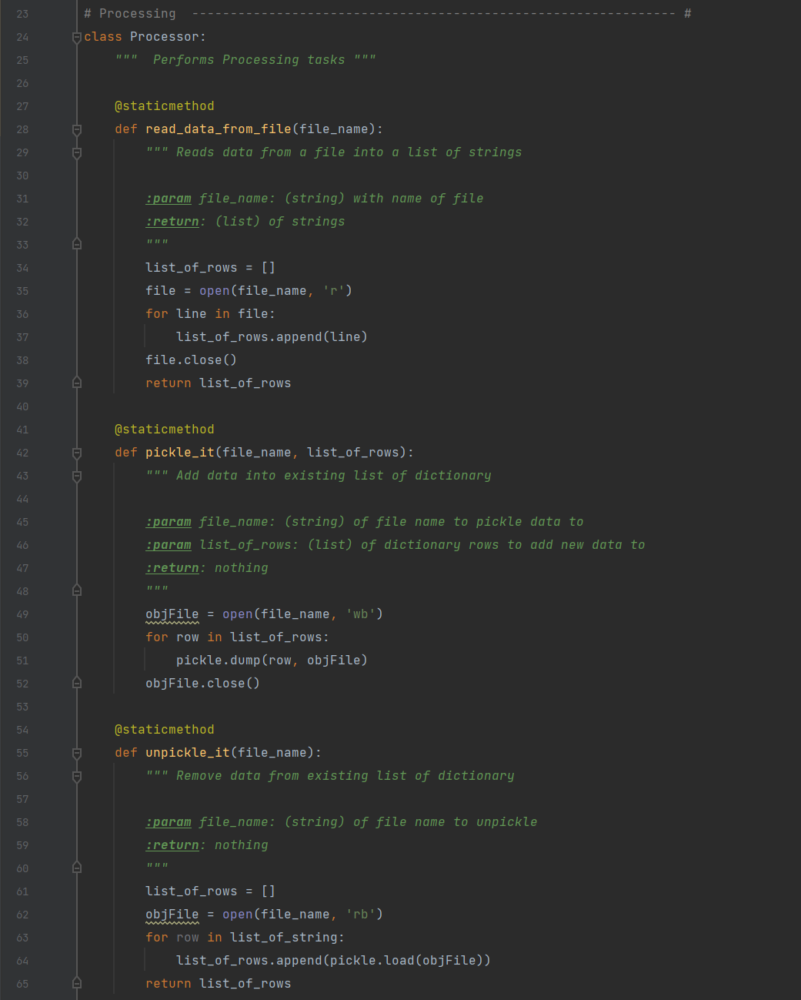 23 # Processing  --------------------------------------------------------------- #
24 class Processor:
25     """  Performs Processing tasks """
26
27     @staticmethod
28     def read_data_from_file(file_name):
29         """ Reads data from a file into a list of strings
30
31         :param file_name: (string) with name of file
32         :return: (list) of strings
33         """
34         list_of_rows = []
35         file = open(file_name, 'r')
36         for line in file:
37             list_of_rows.append(line)
38         file.close()
39         return list_of_rows
40
41     @staticmethod
42     def pickle_it(file_name, list_of_rows):
43         """ Add data into existing list of dictionary
44
45         :param file_name: (string) of file name to pickle data to
46         :param list_of_rows: (list) of dictionary rows to add new data to
47         :return: nothing
48         """
49         objFile = open(file_name, 'wb')
50         for row in list_of_rows:
51             pickle.dump(row, objFile)
52         objFile.close()
53
54     @staticmethod
55     def unpickle_it(file_name):
56         """ Remove data from existing list of dictionary
57
58         :param file_name: (string) of file name to unpickle
59         :return: nothing
60         """
61         list_of_rows = []
62         objFile = open(file_name, 'rb')
63         for row in list_of_string:
64             list_of_rows.append(pickle.load(objFile))
65         return list_of_rows